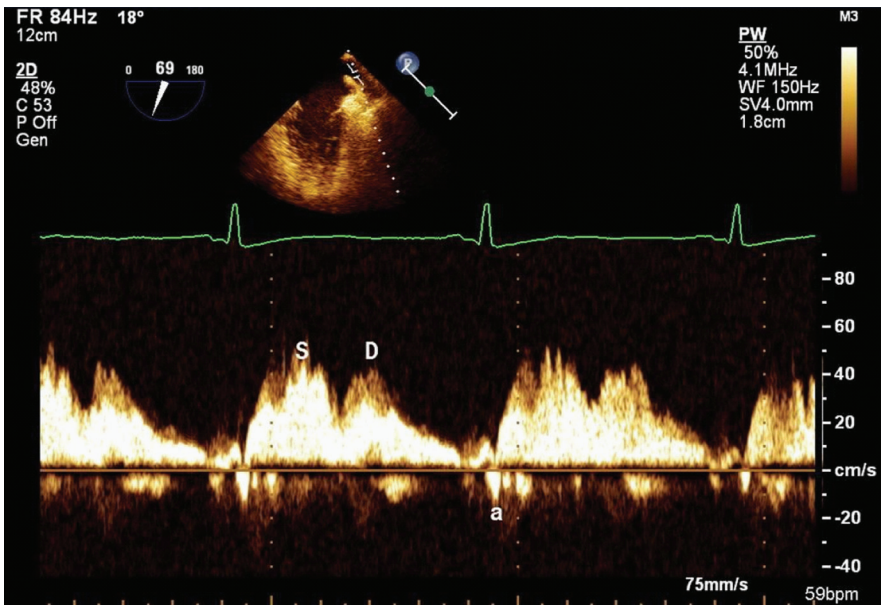 FR 84Hz 18°
12cm
2D
48%
C 53
P Off
Gen
0 69 180
P
M3
PW
50%
4.1MHz
WF 150Hz
SV4.0mm
1.8cm
80
60
S D
40
20
cm/s
a
-20
-40
75mm/s
59bpm